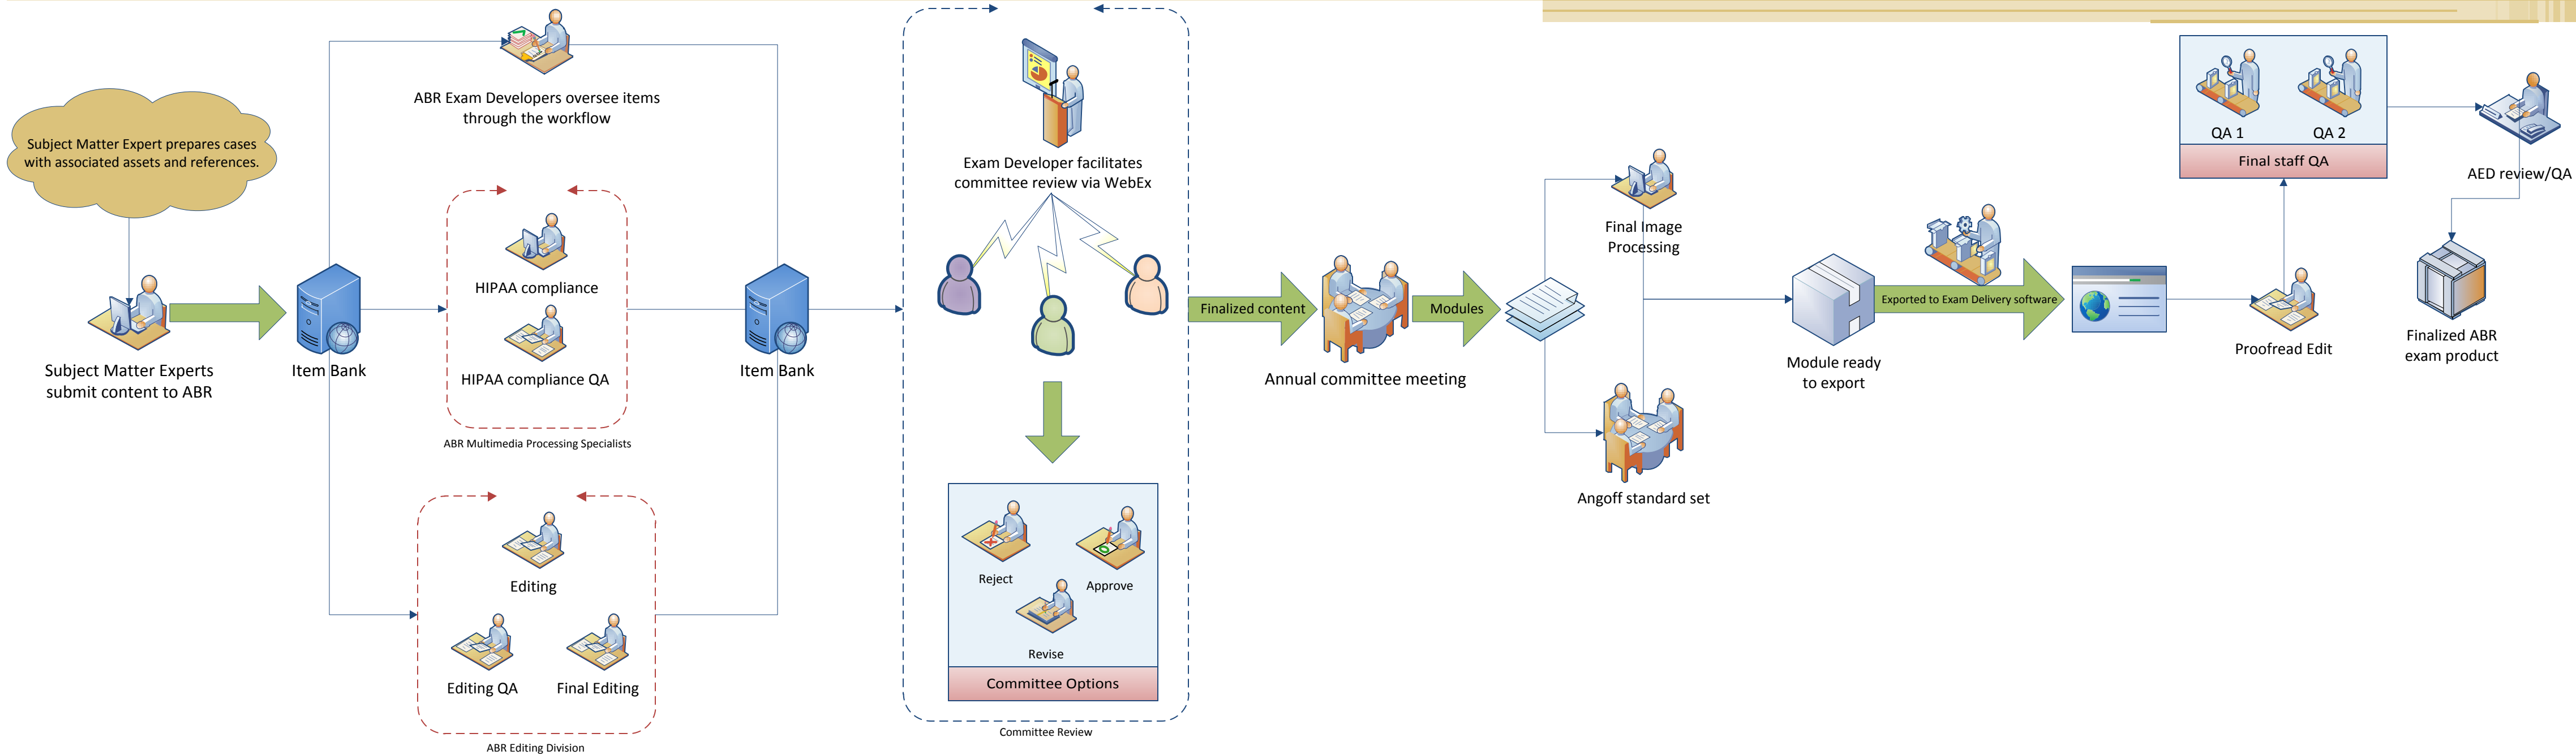 Subject Matter Expert prepares cases
with associated assets and references.
Subject Matter Experts
submit content to ABR
Item Bank
ABR Exam Developers oversee items
through the workflow
HIPAA compliance
HIPAA compliance QA
ABR Multimedia Processing Specialists
Editing
Editing QA
Final Editing
ABR Editing Division
Item Bank
Exam Developer facilitates
committee review via WebEx
Reject
Approve
Revise
Committee Options
Committee Review
Finalized content
Annual committee meeting
Modules
Final Image
Processing
Angoff standard set
Module ready
to export
Exported to Exam Delivery software
Proofread Edit
QA 1
QA 2
Final staff QA
AED review/QA
Finalized ABR
exam product